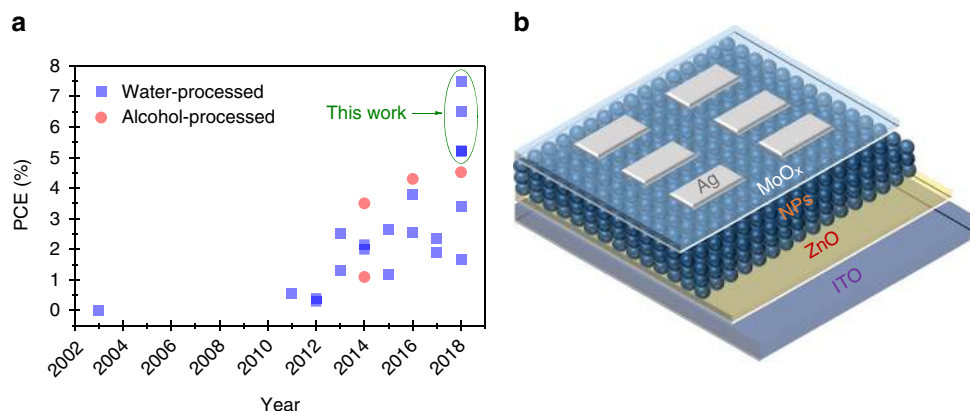 a
8
7
6
5
4
3
2
1
0
PCE (%)
Water-processed
Alcohol-processed
This work
2002
2004
2006
2008
2010
2012
2014
2016
2018
Year
b
Ag
MoOₓ
NPs
ZnO
ITO